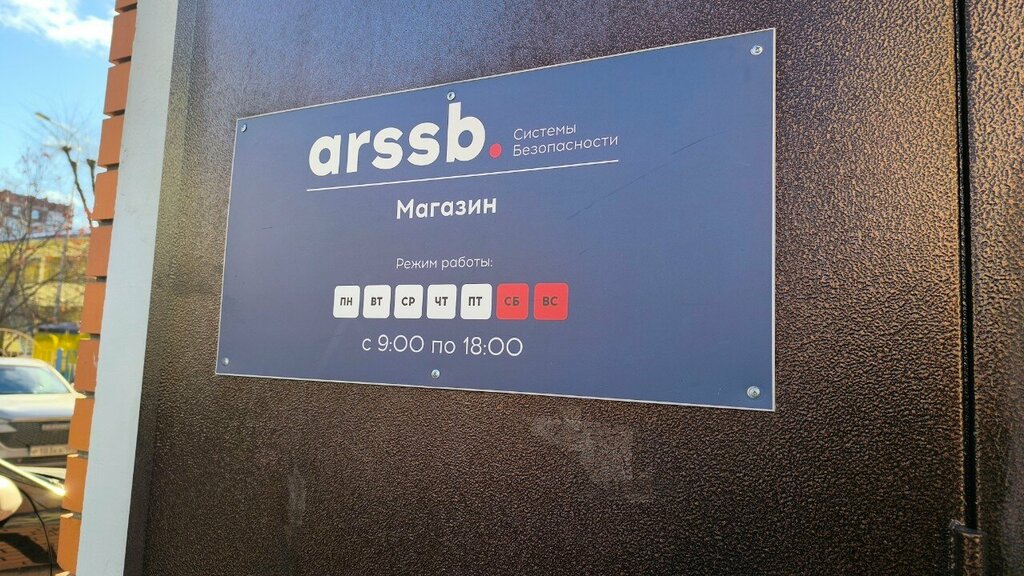 arssb.
Системы
Безопасности
Магазин
Режим работы:
ПН ВТ СР ЧТ ПТ СБ ВС
с 9:00 по 18:00